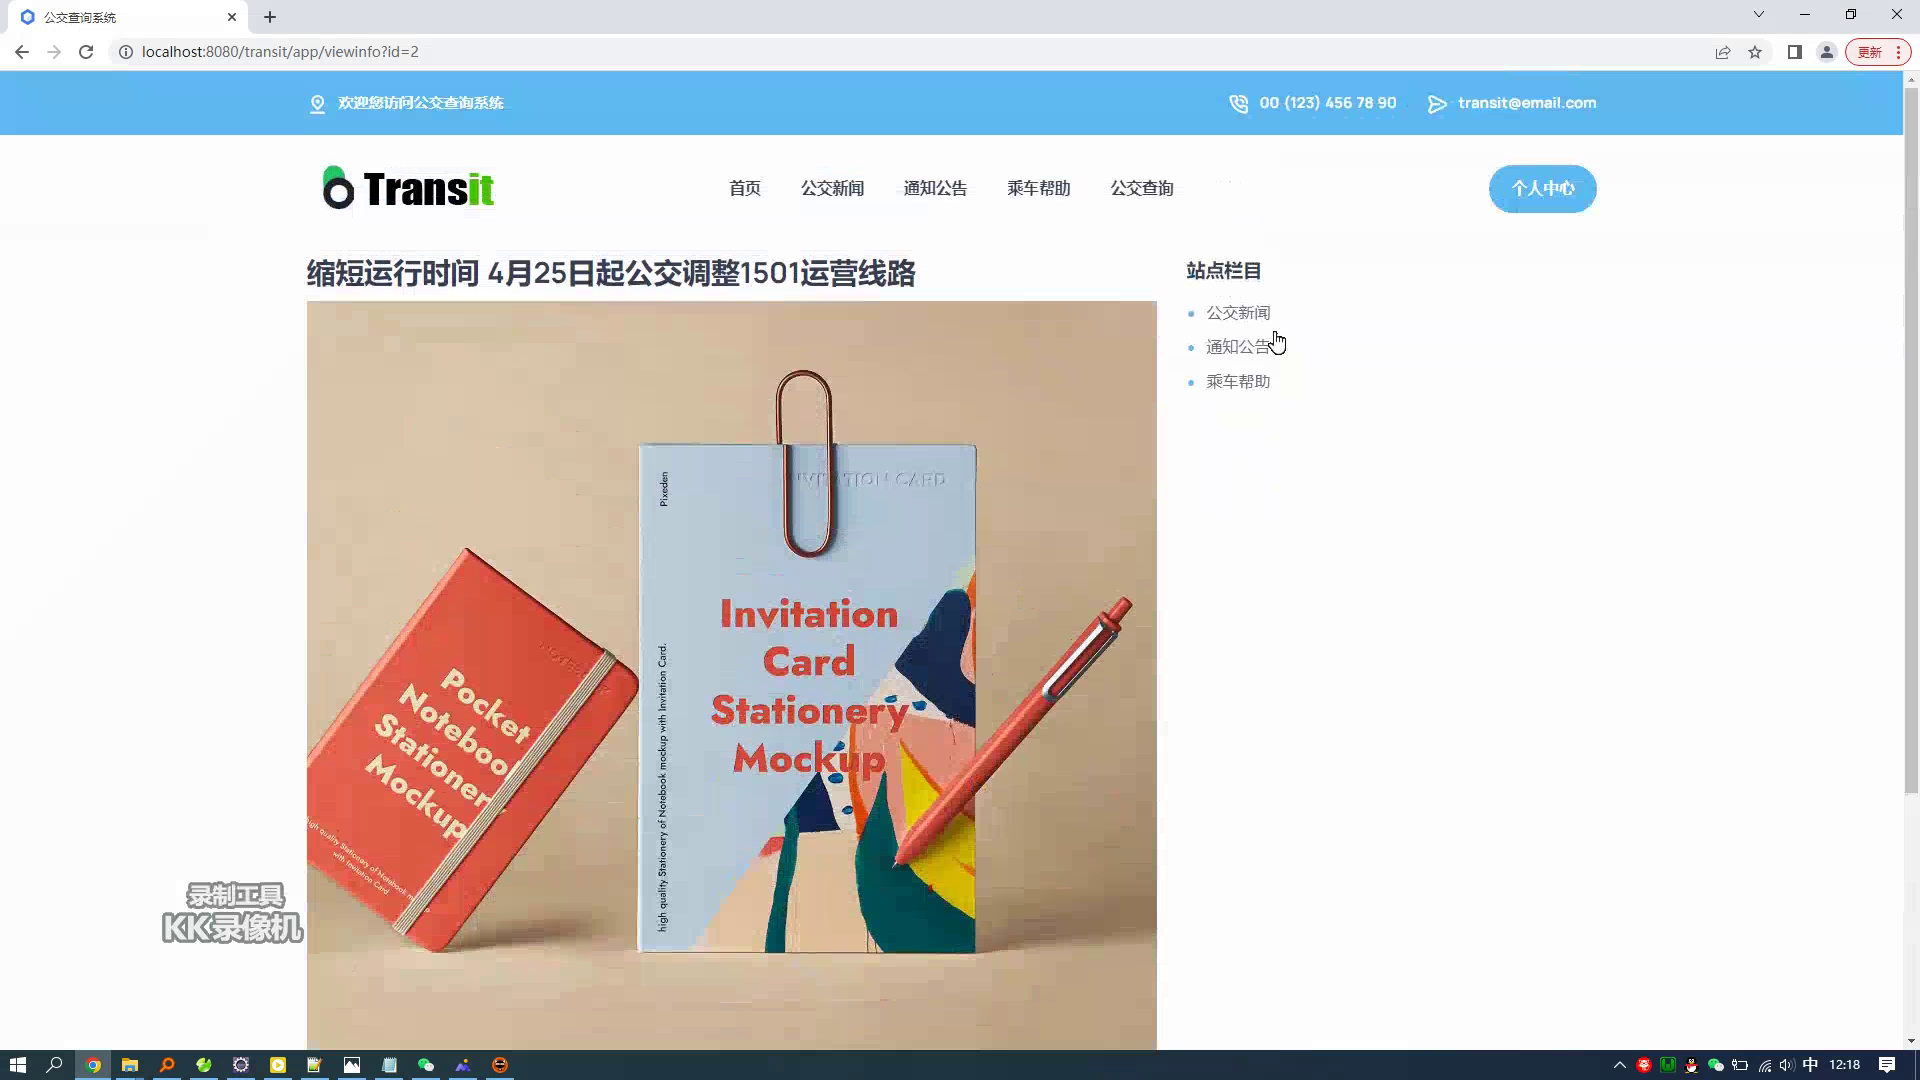 公交查询系统
localhost:8080/transit/app/viewinfo?id=2
更新
欢迎您访问公交查询系统
00 (123) 456 78 90
transit@email.com
Transit
首页
公交新闻
通知公告
乘车帮助
公交查询
个人中心
缩短运行时间 4月25日起公交调整1501运营线路
站点栏目
公交新闻
通知公告
乘车帮助
Pixeden
INVITATION CARD
Invitation
Card
Stationery
Mockup
high quality Stationery of Notebook mockup with Invitation Card.
Pocket
Noteboo
Stationery
Mockup
high quality Stationery of Notebook
with Invitation Card
录制工具
KK录像机
中
12:18